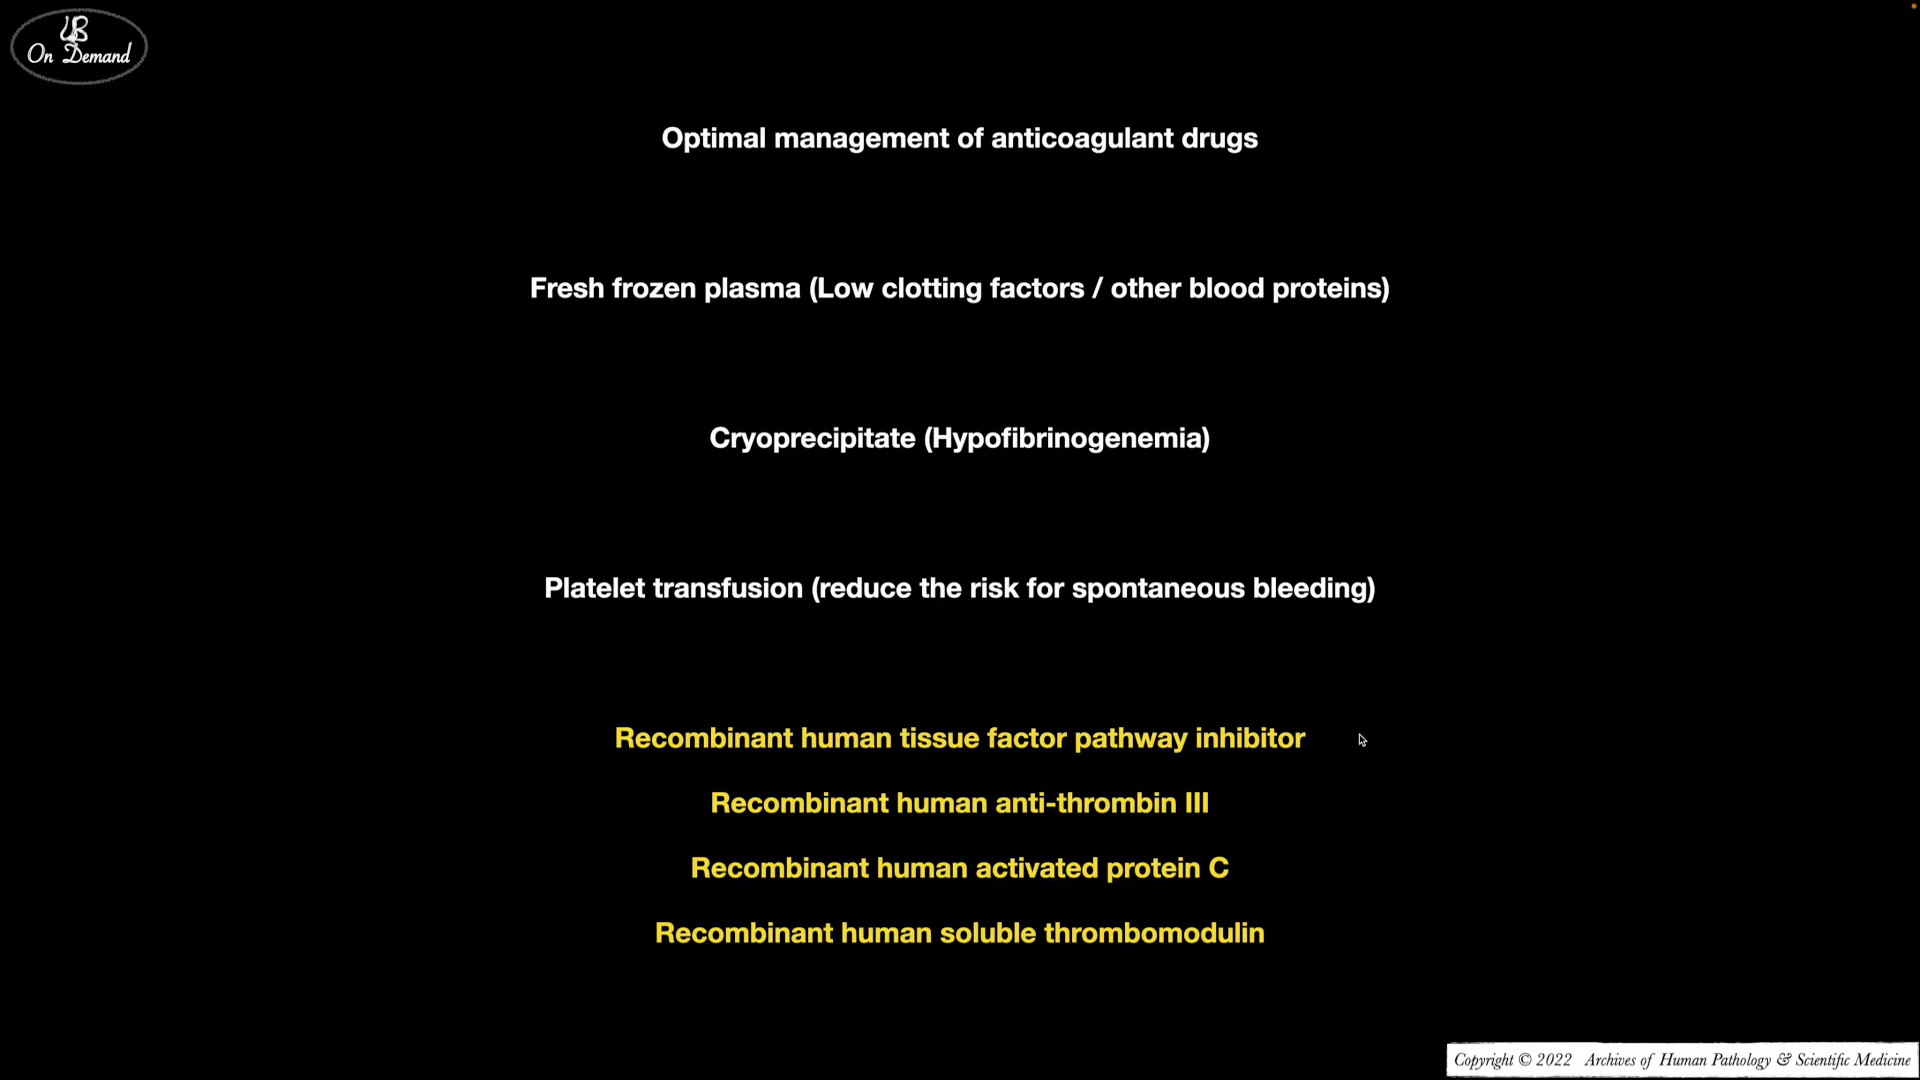 LB
On Demand
Optimal management of anticoagulant drugs
Fresh frozen plasma (Low clotting factors / other blood proteins)
Cryoprecipitate (Hypofibrinogenemia)
Platelet transfusion (reduce the risk for spontaneous bleeding)
Recombinant human tissue factor pathway inhibitor
Recombinant human anti-thrombin III
Recombinant human activated protein C
Recombinant human soluble thrombomodulin
Copyright © 2022 Archives of Human Pathology & Scientific Medicine